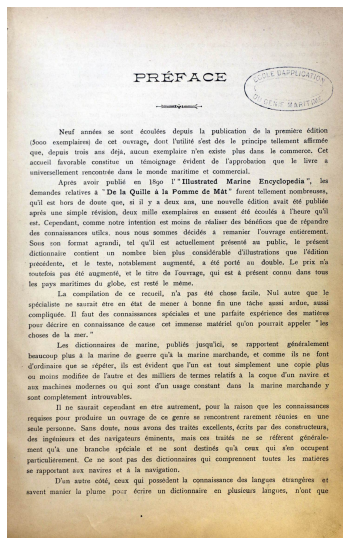 PRÉFACE
ÉCOLE D'APPLICATION
DU GÉNIE MARITIME
Neuf années se sont écoulées depuis la publication de la première édition
(5000 exemplaires) de cet ouvrage, dont l'utilité s'est dès le principe tellement affirmée
que, depuis trois ans déjà, aucun exemplaire n'en existe plus dans le commerce. Cet
accueil favorable constitue un témoignage évident de l'approbation que le livre a
universellement rencontrée dans le monde maritime et commercial.
Après avoir publié en 1890 l'"Illustrated Marine Encyclopedia", les
demandes relatives à "De la Quille à la Pomme de Mât" furent tellement nombreuses,
qu'il est hors de doute que, si il y a deux ans, une nouvelle édition avait été publiée
après une simple révision, deux mille exemplaires en eussent été écoulés à l'heure qu'il
est. Cependant, comme notre intention est moins de réaliser des bénéfices que de répandre
des connaissances utiles, nous nous sommes décidés à remanier l'ouvrage entièrement.
Sous son format agrandi, tel qu'il est actuellement présenté au public, le présent
dictionnaire contient un nombre bien plus considérable d'illustrations que l'édition
précédente, et le texte, notablement augmenté, a été porté au double. Le prix n'a
toutefois pas été augmenté, et le titre de l'ouvrage, qui est à présent connu dans tous
les pays maritimes du globe, est resté le même.
La compilation de ce recueil, n'a pas été chose facile. Nul autre que le
spécialiste ne saurait être en état de mener à bonne fin une tâche aussi ardue, aussi
compliquée. Il faut des connaissances spéciales et une parfaite expérience des matières
pour décrire en connaissance de cause cet immense matériel qu'on pourrait appeler "les
choses de la mer."
Les dictionnaires de marine, publiés jusqu'ici, se rapportent généralement
beaucoup plus à la marine de guerre qu'à la marine marchande, et comme ils ne font
d'ordinaire que se répéter, ils est évident que l'un est tout simplement une copie plus
ou moins modifiée de l'autre et des milliers de termes relatifs à la coque d'un navire et
aux machines modernes ou qui sont d'un usage constant dans la marine marchande y
sont complètement introuvables.
Il ne saurait cependant en être autrement, pour la raison que les connaissances
requises pour produire un ouvrage de ce genre se rencontrent rarement réunies en une
seule personne. Sans doute, nous avons des traités excellents, écrits par des constructeurs,
des ingénieurs et des navigateurs éminents, mais ces traités ne se réfèrent générale-
ment qu'à une branche spéciale et ne sont destinés qu'à ceux qui s'en occupent
particulièrement. Ce ne sont pas des dictionnaires qui comprennent toutes les matières
se rapportant aux navires et à la navigation.
D'un autre côté, ceux qui possèdent la connaissance des langues étrangères et
savent manier la plume pour écrire un dictionnaire en plusieurs langues, n'ont que